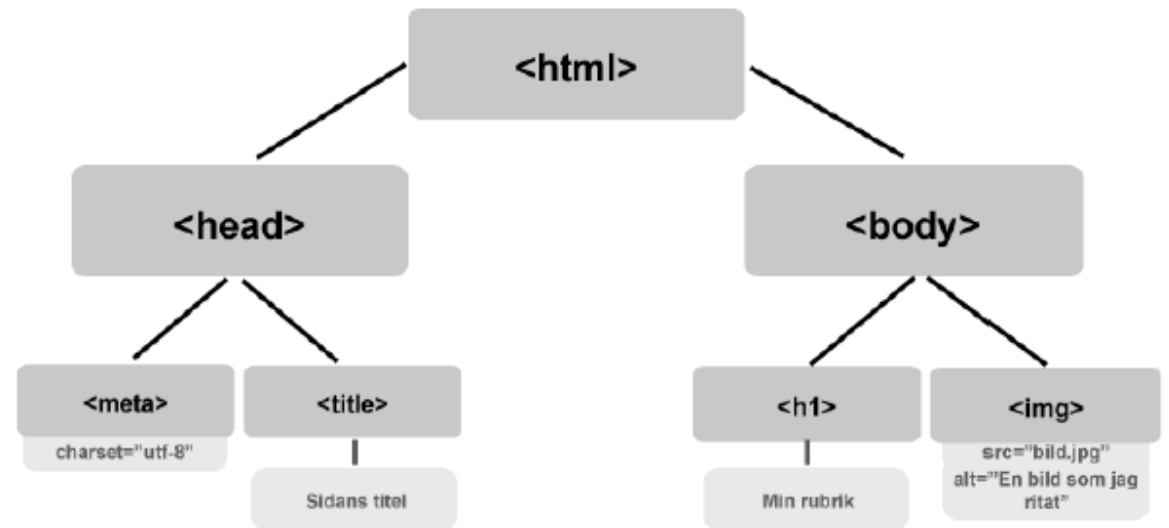 <html>
<head>
<body>
<meta>
<title>
<h1>
<img>
charset="utf-8"
src="bild.jpg"
alt="En bild som jag
ritat"
Sidans titel
Min rubrik